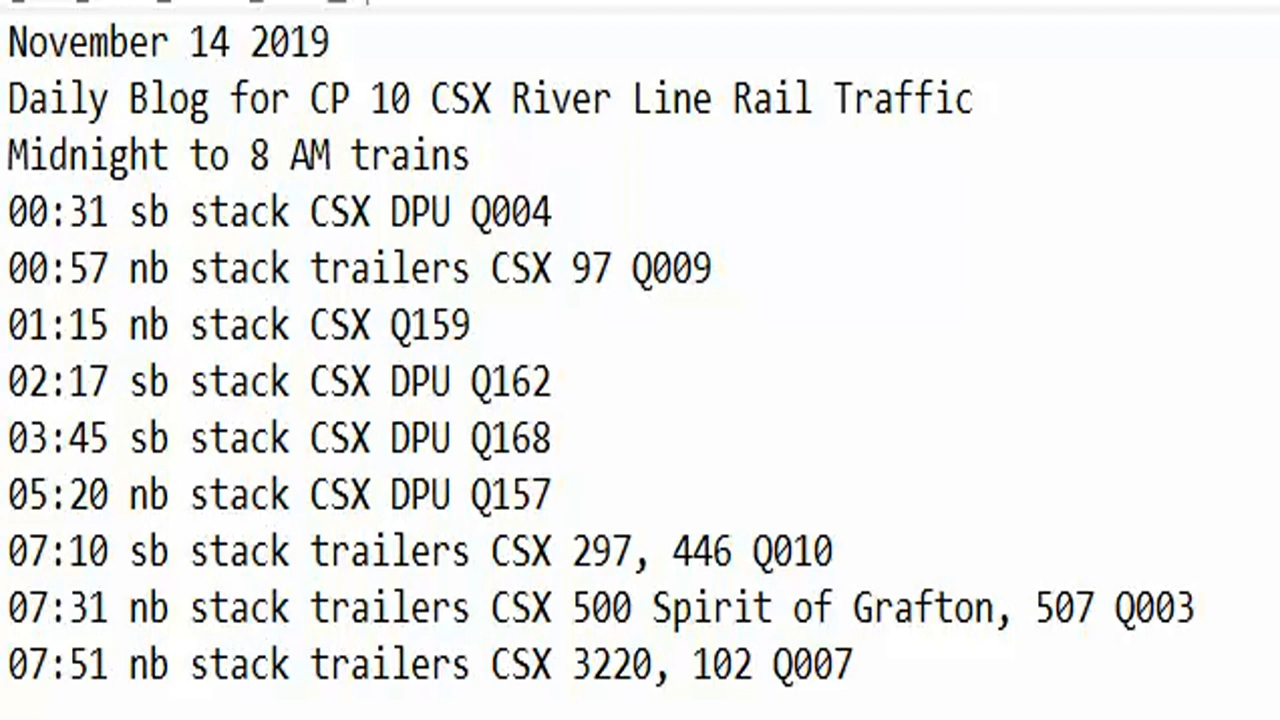 November 14 2019
Daily Blog for CP 10 CSX River Line Rail Traffic
Midnight to 8 AM trains
00:31 sb stack CSX DPU Q004
00:57 nb stack trailers CSX 97 Q009
01:15 nb stack CSX Q159
02:17 sb stack CSX DPU Q162
03:45 sb stack CSX DPU Q168
05:20 nb stack CSX DPU Q157
07:10 sb stack trailers CSX 297, 446 Q010
07:31 nb stack trailers CSX 500 Spirit of Grafton, 507 Q003
07:51 nb stack trailers CSX 3220, 102 Q007